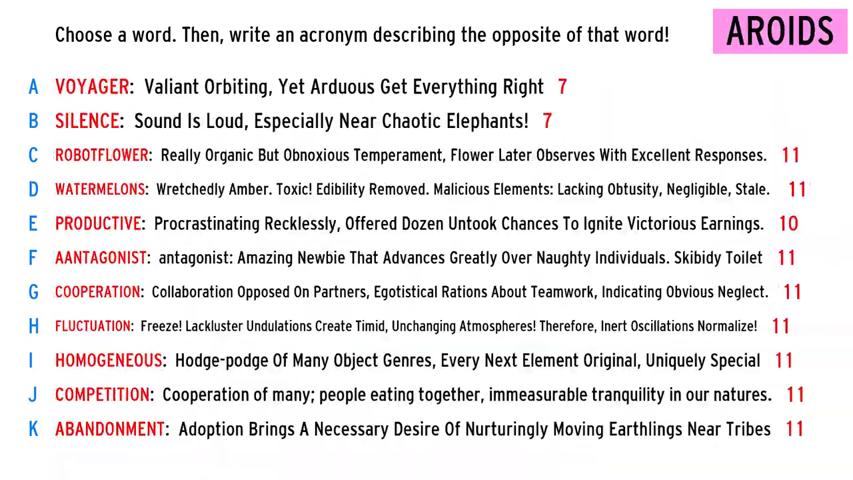 Choose a word. Then, write an acronym describing the opposite of that word!
AROIDS
A VOYAGER: Valiant Orbiting, Yet Arduous Get Everything Right 7
B SILENCE: Sound Is Loud, Especially Near Chaotic Elephants! 7
C ROBOTFLOWER: Really Organic But Obnoxious Temperament, Flower Later Observes With Excellent Responses. 11
D WATERMELONS: Wretchedly Amber. Toxic! Edibility Removed. Malicious Elements: Lacking Obtusity, Negligible, Stale. 11
E PRODUCTIVE: Procrastinating Recklessly, Offered Dozen Untook Chances To Ignite Victorious Earnings. 10
F AANTAGONIST: antagonist: Amazing Newbie That Advances Greatly Over Naughty Individuals. Skibidy Toilet 11
G COOPERATION: Collaboration Opposed On Partners, Egotistical Rations About Teamwork, Indicating Obvious Neglect. 11
H FLUCTUATION: Freeze! Lackluster Undulations Create Timid, Unchanging Atmospheres! Therefore, Inert Oscillations Normalize! 11
I HOMOGENEOUS: Hodge-podge Of Many Object Genres, Every Next Element Original, Uniquely Special 11
J COMPETITION: Cooperation of many; people eating together, immeasurable tranquility in our natures. 11
K ABANDONMENT: Adoption Brings A Necessary Desire Of Nurturingly Moving Earthlings Near Tribes 11